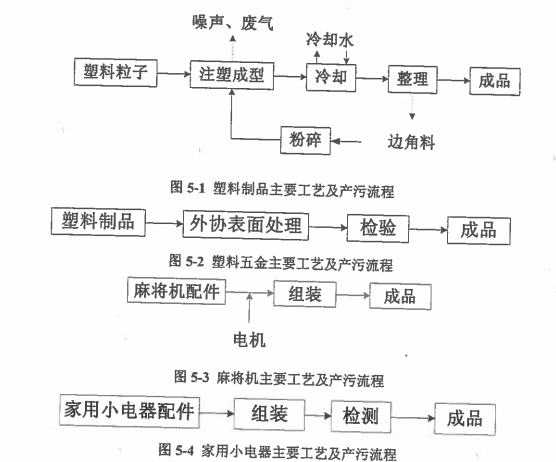 噪声、废气
冷却水
塑料粒子 注塑成型 冷却 整理 成品
粉碎 边角料
图 5-1 塑料制品主要工艺及产污流程
塑料制品 外协表面处理 检验 成品
图 5-2 塑料五金主要工艺及产污流程
麻将机配件 组装 成品
电机
图 5-3 麻将机主要工艺及产污流程
家用小电器配件 组装 检测 成品
图 5-4 家用小电器主要工艺及产污流程